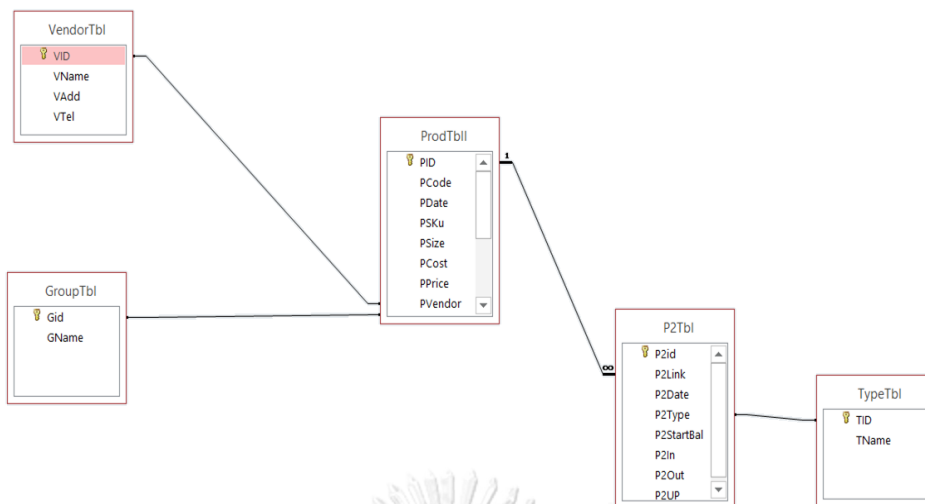 VendorTbl
VID
VName
VAdd
VTel
ProdTbll
PID
PCode
PDate
PSKu
PSize
PCost
PPrice
PVendor
1
∞
GroupTbl
Gid
GName
P2Tbl
P2id
P2Link
P2Date
P2Type
P2StartBal
P2In
P2Out
P2UP
TypeTbl
TID
TName